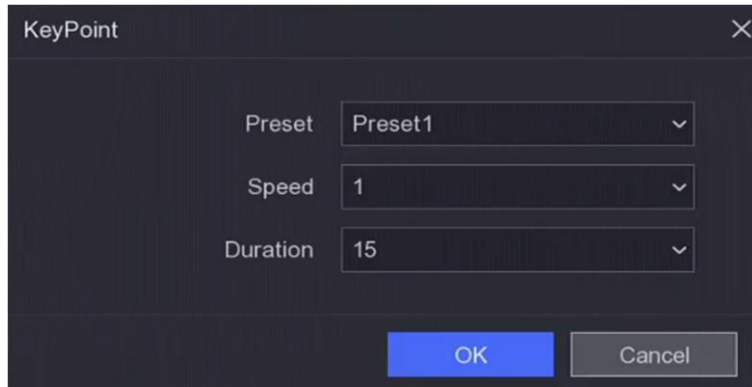 KeyPoint
Preset Preset1
Speed 1
Duration 15
OK Cancel